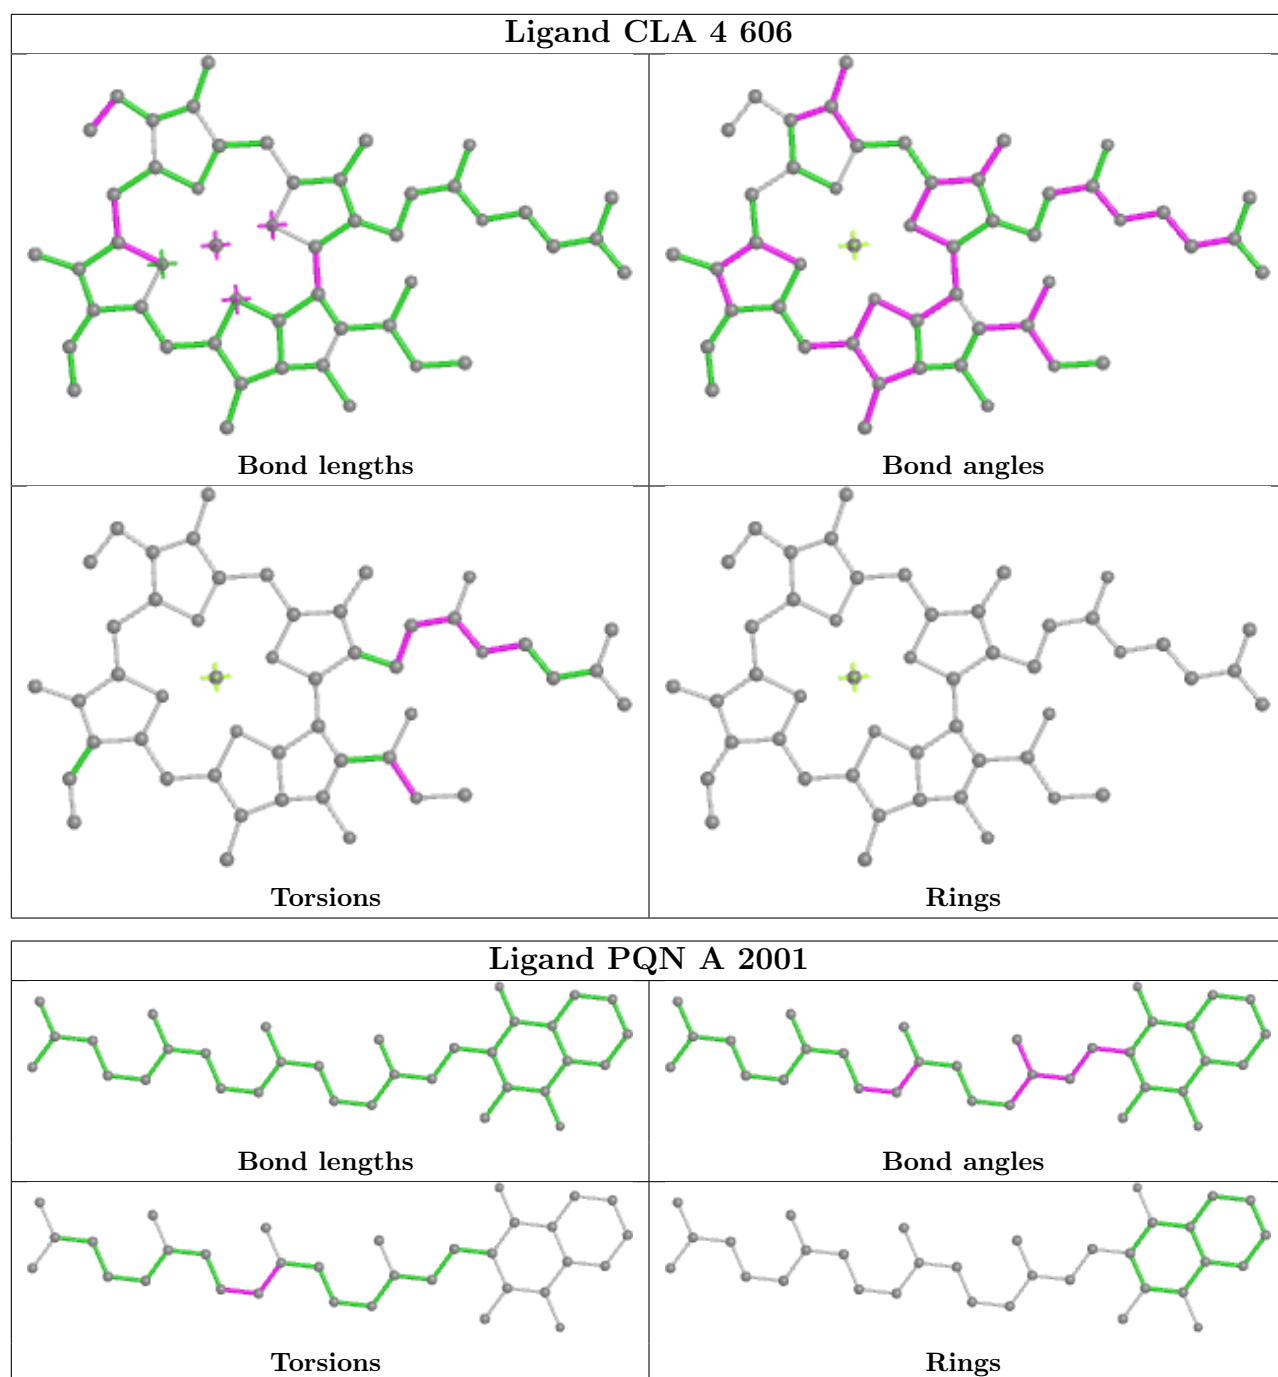 Ligand CLA 4 606
Bond lengths
Bond angles
Torsions
Rings
Ligand PQN A 2001
Bond lengths
Bond angles
Torsions
Rings